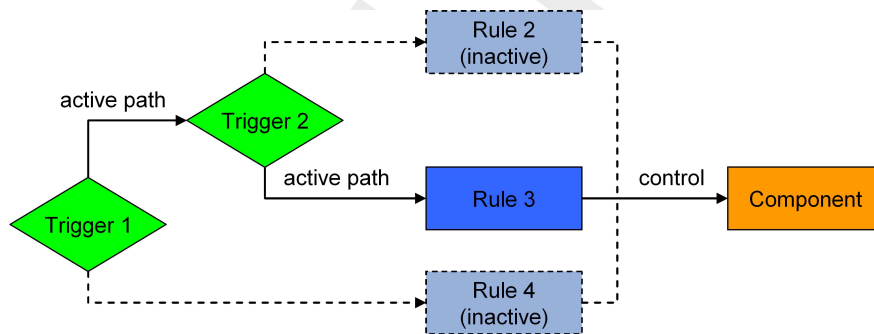 Rule 2
(inactive)
active path
Trigger 2
active path
Rule 3
control
Component
Trigger 1
Rule 4
(inactive)